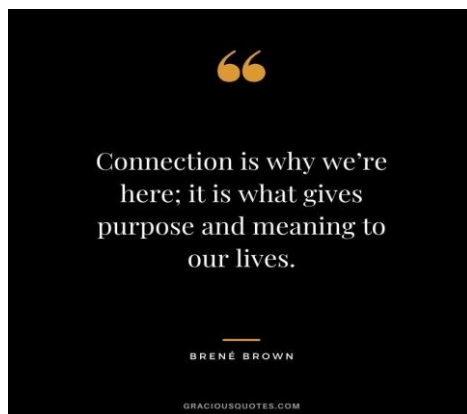 “
Connection is why we’re
here; it is what gives
purpose and meaning to
our lives.
BRENÉ BROWN
GRACIOUSQUOTES.COM